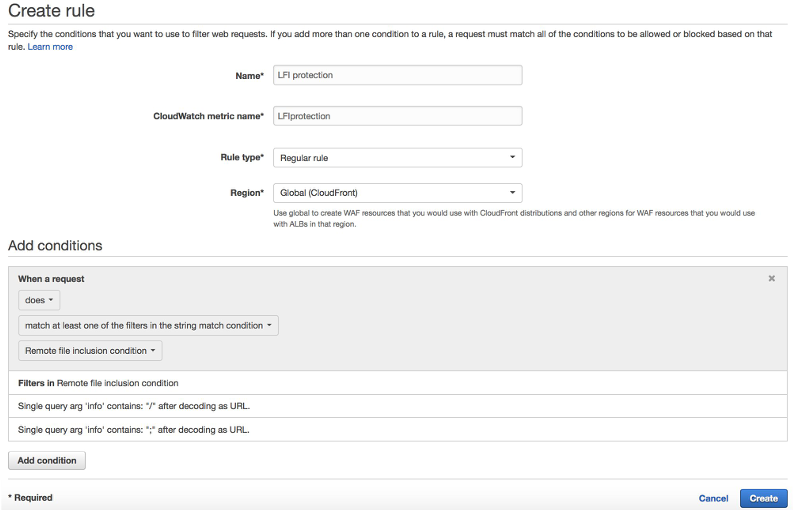 Create rule
Specify the conditions that you want to use to filter web requests. If you add more than one condition to a rule, a request must match all of the conditions to be allowed or blocked based on that
rule. Learn more
Name* LFI protection
CloudWatch metric name* LFIprotection
Rule type* Regular rule
Region* Global (CloudFront)
Use global to create WAF resources that you would use with CloudFront distributions and other regions for WAF resources that you would use
with ALBs in that region.
Add conditions
When a request
does
match at least one of the filters in the string match condition
Remote file inclusion condition
Filters in Remote file inclusion condition
Single query arg 'info' contains: "/" after decoding as URL.
Single query arg 'info' contains: ";" after decoding as URL.
Add condition
* Required Cancel Create